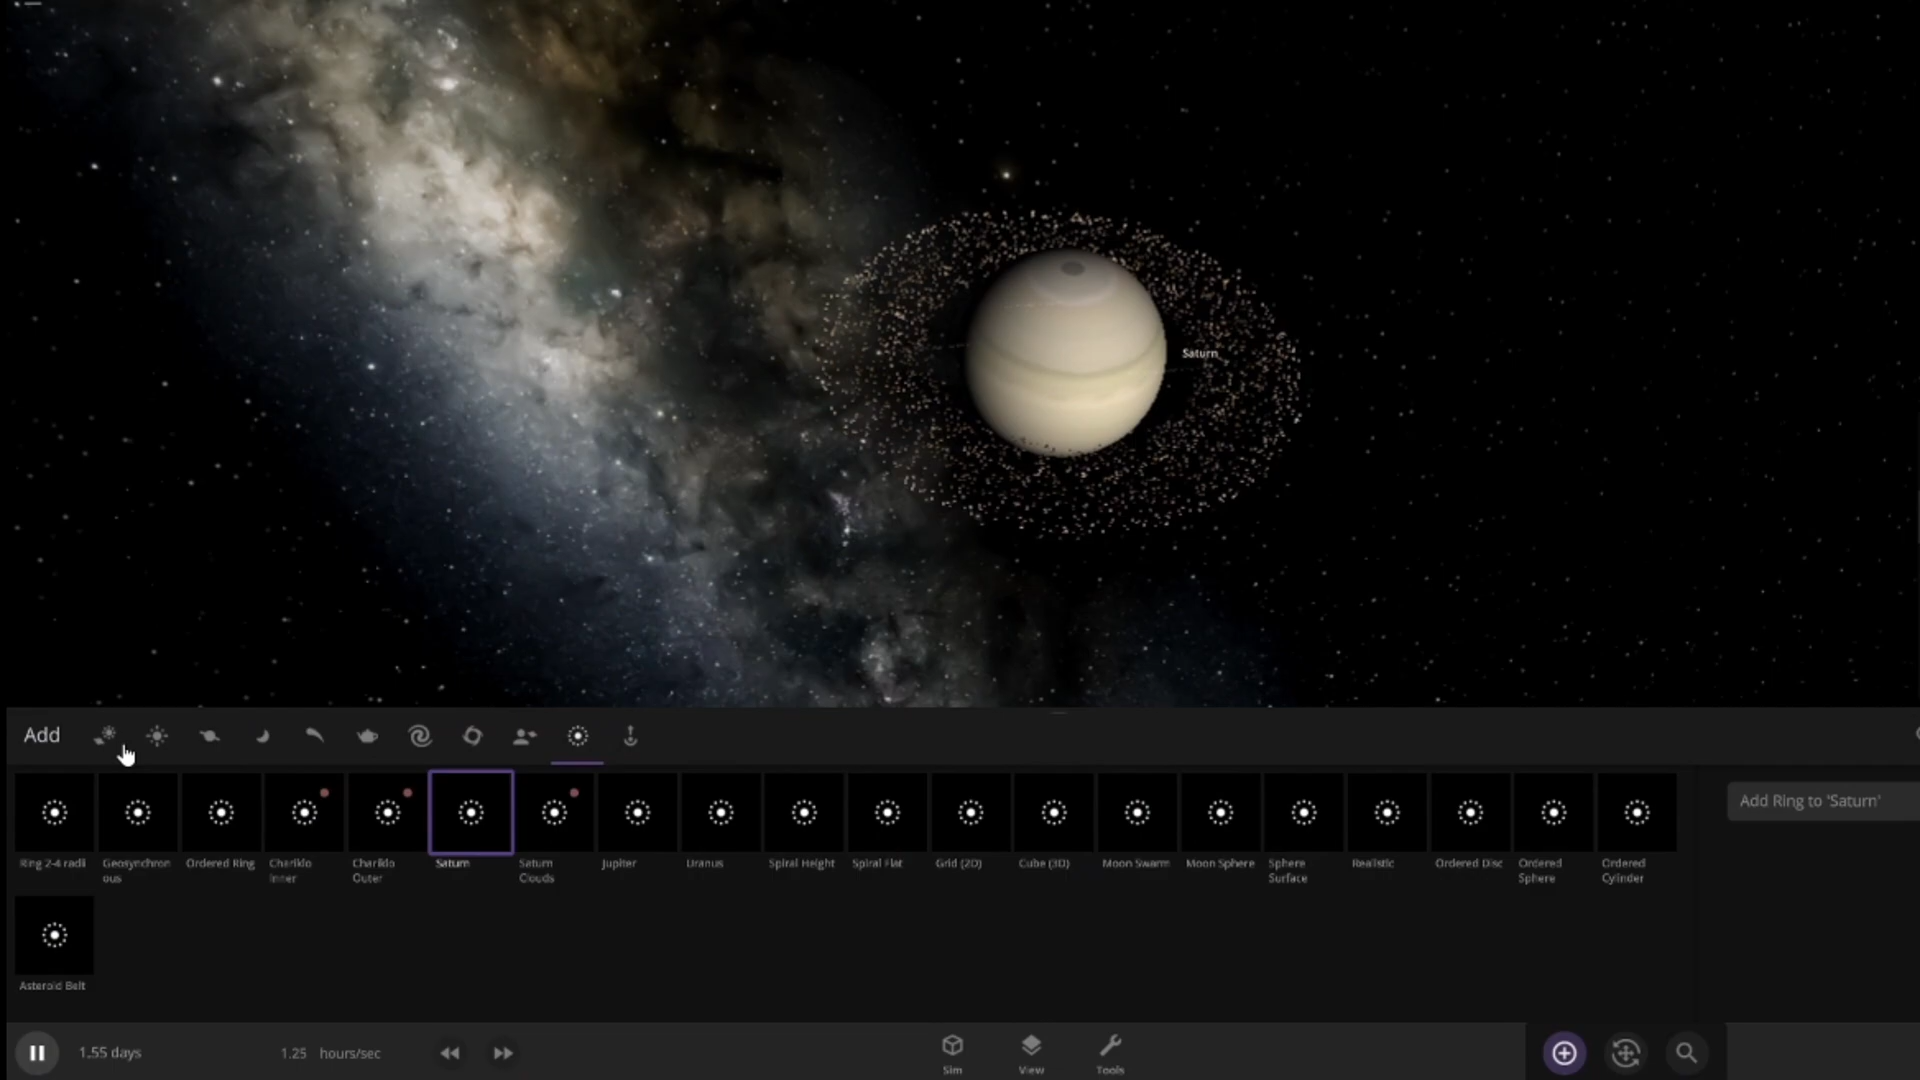 Saturn
Add
Ring 2-4 radii
Geosynchron
ous
Ordered Ring
Chariklo
Inner
Chariklo
Outer
Saturn
Saturn
Clouds
Jupiter
Uranus
Spiral Height
Spiral Flat
Grid (2D)
Cube (3D)
Moon Swarm
Moon Sphere
Sphere
Surface
Realistic
Ordered Disc
Ordered
Sphere
Ordered
Cylinder
Add Ring to 'Saturn'
Asteroid Belt
1.55 days
1.25 hours/sec
Sim
View
Tools